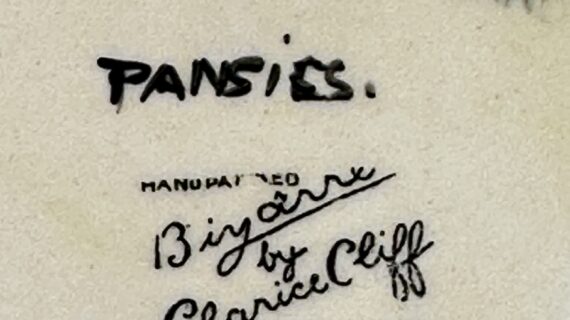 PANSIES.
HANDPAINTED
Bizarre
by
Clarice Cliff